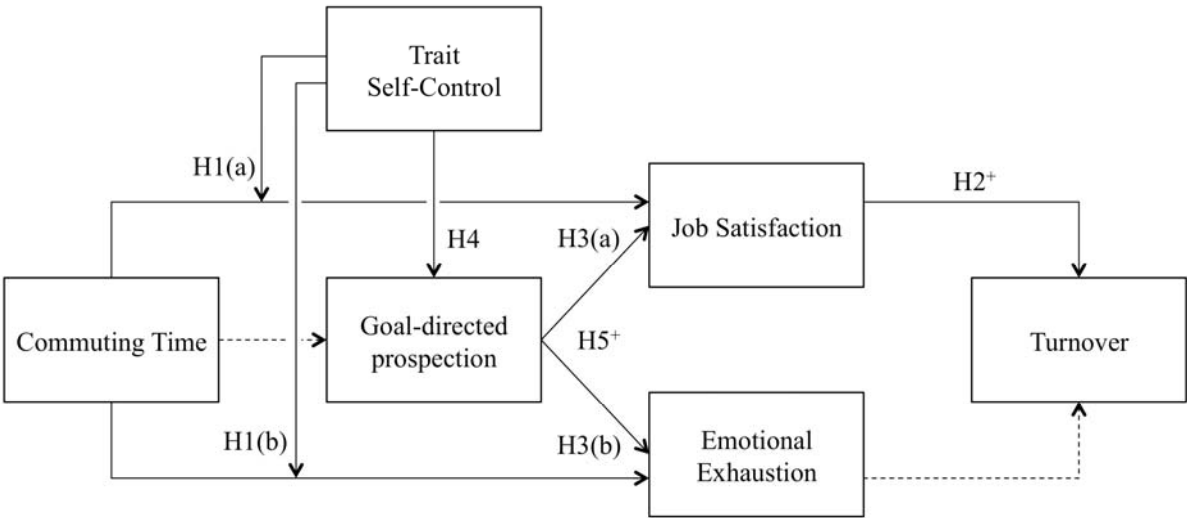 Trait
Self-Control
H1(a)
H2⁺
Job Satisfaction
H4
H3(a)
Commuting Time
Goal-directed
prospection
H5⁺
Turnover
H1(b)
H3(b)
Emotional
Exhaustion